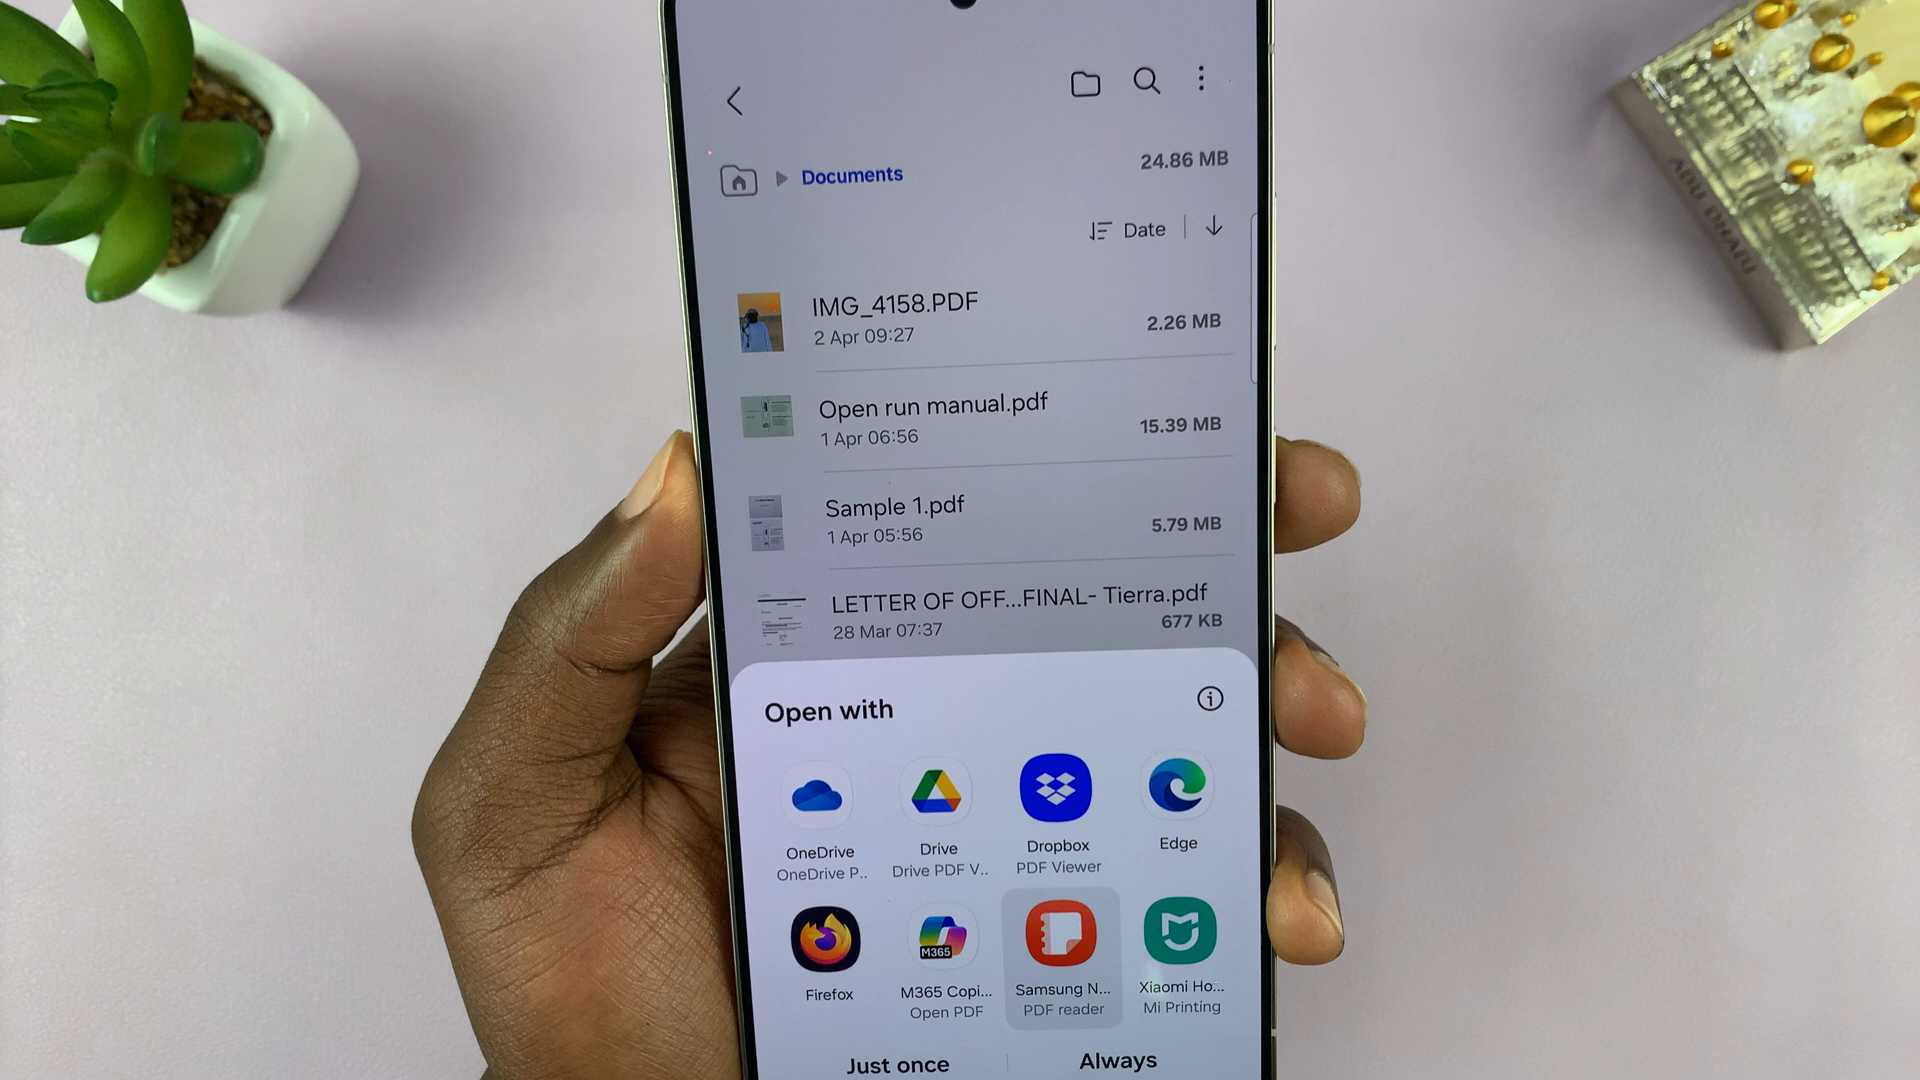 Documents
24.86 MB
Date
IMG_4158.PDF
2 Apr 09:27
2.26 MB
Open run manual.pdf
1 Apr 06:56
15.39 MB
Sample 1.pdf
1 Apr 05:56
5.79 MB
LETTER OF OFF...FINAL- Tierra.pdf
28 Mar 07:37
677 KB
Open with
OneDrive
OneDrive P..
Drive
Drive PDF V..
Dropbox
PDF Viewer
Edge
Firefox
M365
M365 Copi...
Open PDF
Samsung N...
PDF reader
Xiaomi Ho...
Mi Printing
Just once
Always
ABU DHABI